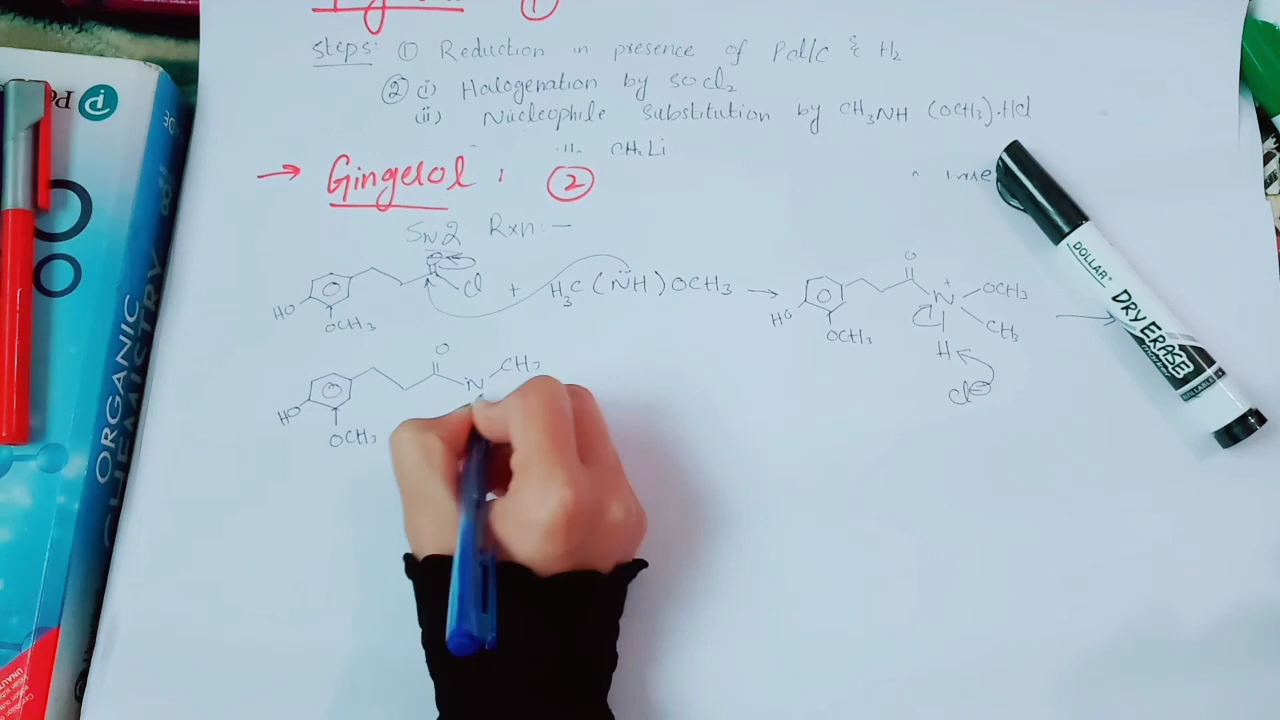 steps: ① Reduction in presence of Pd/c & H2
② i) Halogenation by SOCl2
ii) Nucleophile substitution by CH3NH (OCH3).HCl
CH3Li
→ Gingerol : ②
SN2 Rxn:-
O
Cl + H3C(N̈H)OCH3 →
HO
OCH3
O
N+ OCH3
CH3
H
HO
OCH3
Cl⊖
O
N CH3
HO
OCH3
ORGANIC
CHEMISTRY
DOLLAR
DRY ERASE
marker
REFILLABLE